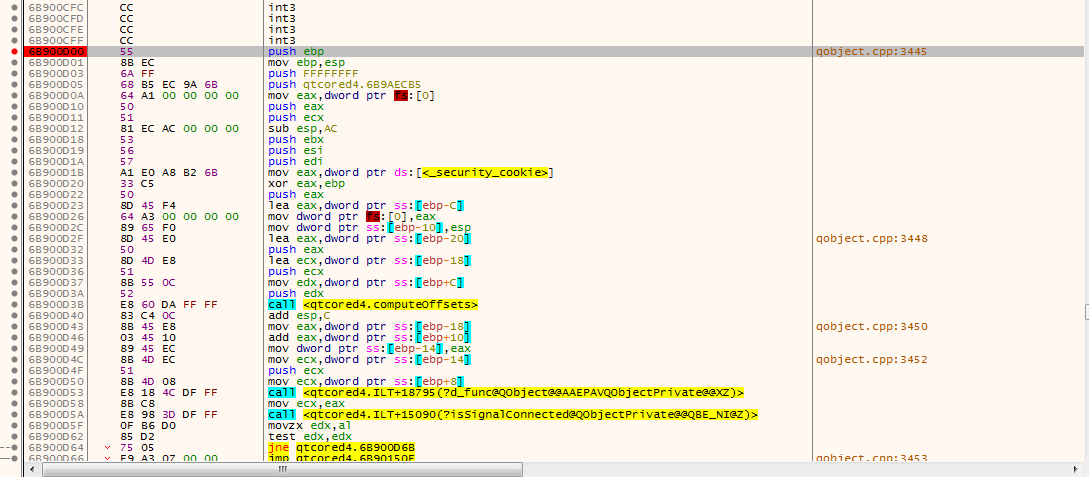 6B900CFC CC int3
6B900CFD CC int3
6B900CFE CC int3
6B900CFF CC int3
6B900D00 55 push ebp qobject.cpp:3445
6B900D01 8B EC mov ebp,esp
6B900D03 6A FF push FFFFFFFF
6B900D05 68 B5 EC 9A 6B push qtcored4.6B9AECB5
6B900D0A 64 A1 00 00 00 00 mov eax,dword ptr fs:[0]
6B900D10 50 push eax
6B900D11 51 push ecx
6B900D12 81 EC AC 00 00 00 sub esp,AC
6B900D18 53 push ebx
6B900D19 56 push esi
6B900D1A 57 push edi
6B900D1B A1 E0 A8 B2 6B mov eax,dword ptr ds:[<_security_cookie>]
6B900D20 33 C5 xor eax,ebp
6B900D22 50 push eax
6B900D23 8D 45 F4 lea eax,dword ptr ss:[ebp-C]
6B900D26 64 A3 00 00 00 00 mov dword ptr fs:[0],eax
6B900D2C 89 65 F0 mov dword ptr ss:[ebp-10],esp
6B900D2F 8D 45 E0 lea eax,dword ptr ss:[ebp-20] qobject.cpp:3448
6B900D32 50 push eax
6B900D33 8D 4D E8 lea ecx,dword ptr ss:[ebp-18]
6B900D36 51 push ecx
6B900D37 8B 55 0C mov edx,dword ptr ss:[ebp+C]
6B900D3A 52 push edx
6B900D3B E8 60 DA FF FF call <qtcored4.computeOffsets>
6B900D40 83 C4 0C add esp,C
6B900D43 8B 45 E8 mov eax,dword ptr ss:[ebp-18] qobject.cpp:3450
6B900D46 03 45 10 add eax,dword ptr ss:[ebp+10]
6B900D49 89 45 EC mov dword ptr ss:[ebp-14],eax
6B900D4C 8B 4D EC mov ecx,dword ptr ss:[ebp-14] qobject.cpp:3452
6B900D4F 51 push ecx
6B900D50 8B 4D 08 mov ecx,dword ptr ss:[ebp+8]
6B900D53 E8 18 4C DF FF call <qtcored4.ILT+18795(?d_func@QObject@@AAEPAVQObjectPrivate@@XZ)>
6B900D58 8B C8 mov ecx,eax
6B900D5A E8 98 3D DF FF call <qtcored4.ILT+15090(?isSignalConnected@QObjectPrivate@@QBE_NI@Z)>
6B900D5F 0F B6 D0 movzx edx,al
6B900D62 85 D2 test edx,edx
6B900D64 75 05 jne qtcored4.6B900D6B
6B900D66 E9 A3 07 00 00 jmp qtcored4.6B90150E qobject.cpp:3453